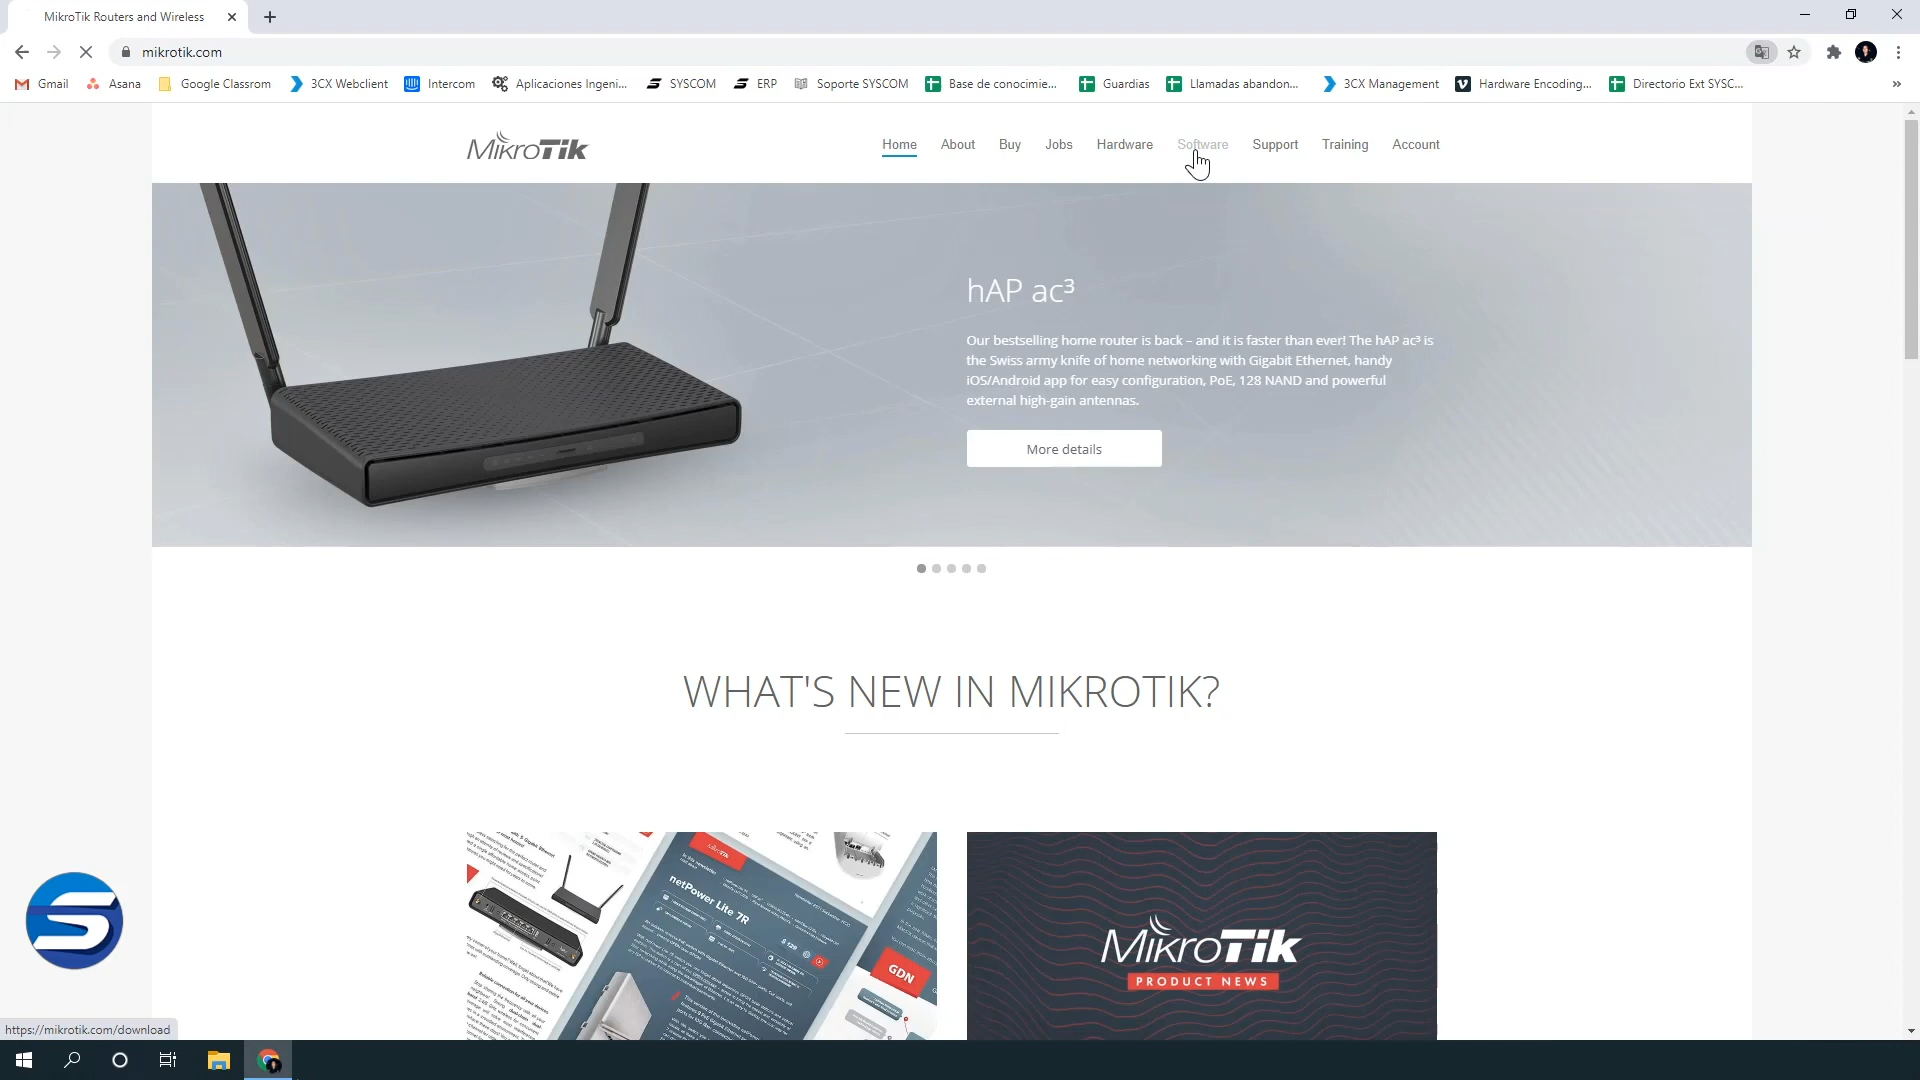 MikroTik Routers and Wireless
mikrotik.com
Gmail
Asana
Google Classrom
3CX Webclient
Intercom
Aplicaciones Ingeni...
SYSCOM
ERP
Soporte SYSCOM
Base de conocimie...
Guardias
Llamadas abandon...
3CX Management
Hardware Encoding...
Directorio Ext SYSC...
»
MikroTik
Home
About
Buy
Jobs
Hardware
Software
Support
Training
Account
hAP ac³
Our bestselling home router is back – and it is faster than ever! The hAP ac³ is
the Swiss army knife of home networking with Gigabit Ethernet, handy
iOS/Android app for easy configuration, PoE, 128 NAND and powerful
external high-gain antennas.
More details
WHAT'S NEW IN MIKROTIK?
MikroTik
netPower Lite 7R
GDN
MikroTik
PRODUCT NEWS
S
https://mikrotik.com/download